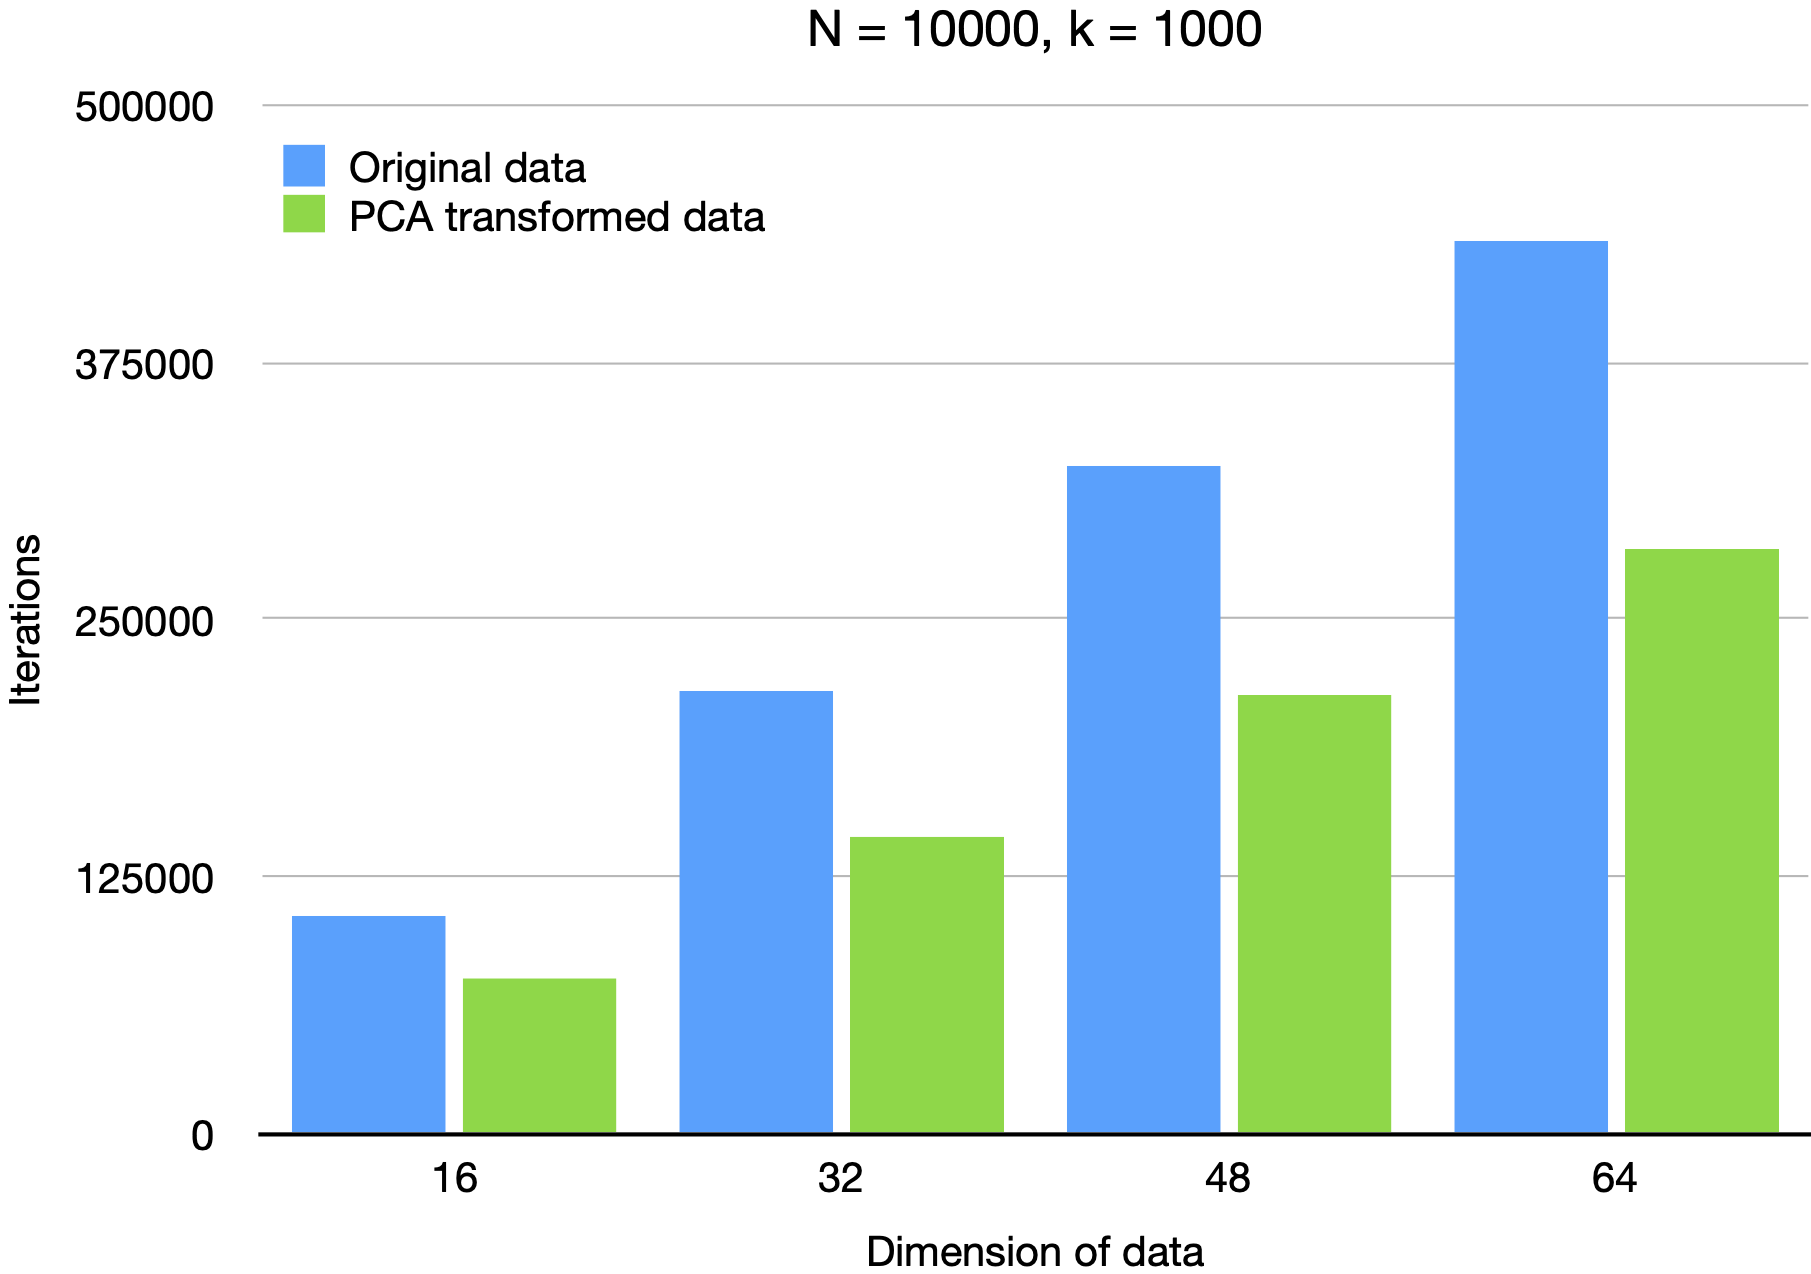 N = 10000, k = 1000
500000
Original data
PCA transformed data
375000
250000
125000
0
Iterations
16 32 48 64
Dimension of data